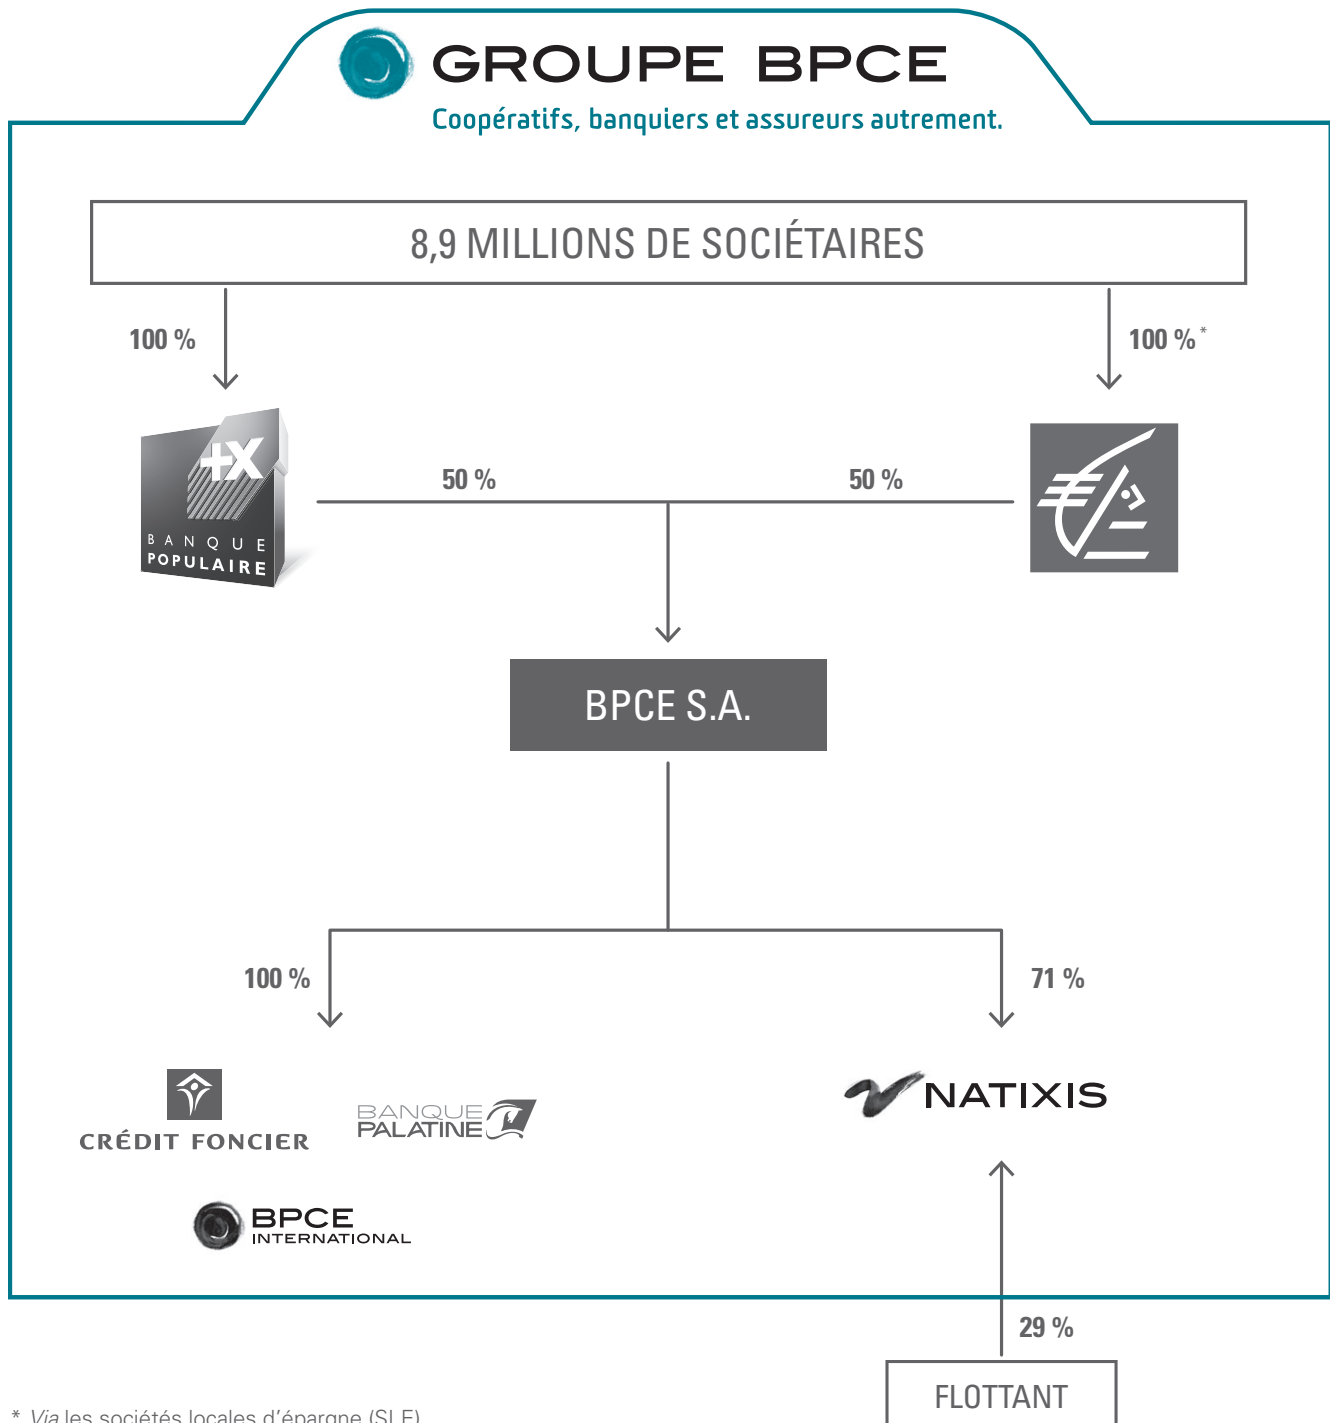 GROUPE BPCE
Coopératifs, banquiers et assureurs autrement.
8,9 MILLIONS DE SOCIÉTAIRES
100 %
100 % *
+X
BANQUE
POPULAIRE
50 %
50 %
BPCE S.A.
100 %
71 %
CRÉDIT FONCIER
BANQUE
PALATINE
NATIXIS
BPCE
INTERNATIONAL
29 %
FLOTTANT
* Via les sociétés locales d'épargne (SLE)